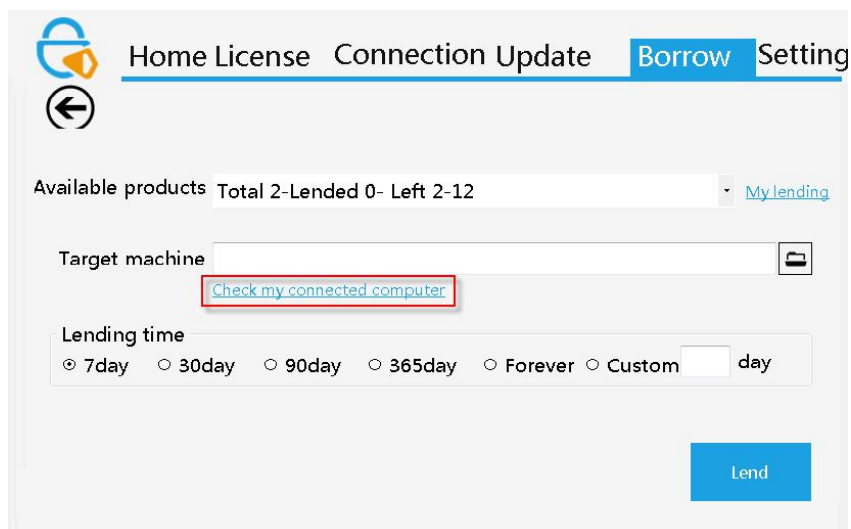 Home License Connection Update Borrow Setting
Available products Total 2-Lended 0- Left 2-12 My lending
Target machine
Check my connected computer
Lending time
7day 30day 90day 365day Forever Custom day
Lend